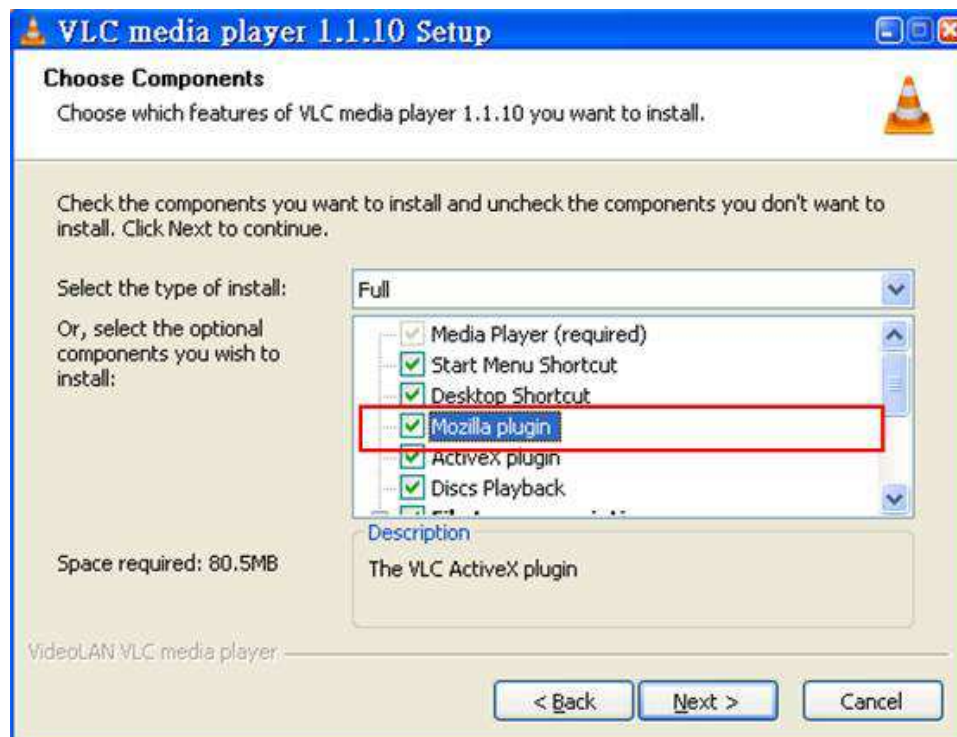 VLC media player 1.1.10 Setup
Choose Components
Choose which features of VLC media player 1.1.10 you want to install.
Check the components you want to install and uncheck the components you don't want to
install. Click Next to continue.
Select the type of install:
Full
Or, select the optional
components you wish to
install:
Media Player (required)
Start Menu Shortcut
Desktop Shortcut
Mozilla plugin
ActiveX plugin
Discs Playback
Description
Space required: 80.5MB
The VLC ActiveX plugin
VideoLAN VLC media player
< Back
Next >
Cancel